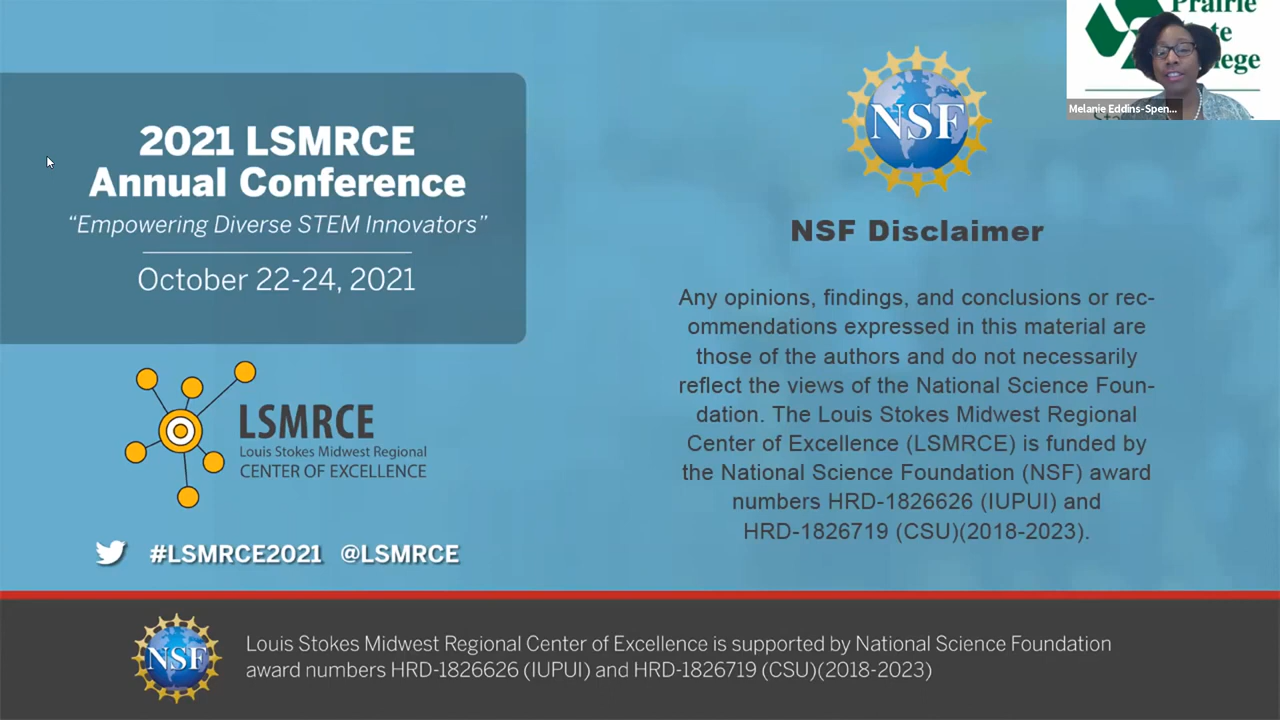 2021 LSMRCE
Annual Conference
“Empowering Diverse STEM Innovators”
October 22-24, 2021
LSMRCE
Louis Stokes Midwest Regional
CENTER OF EXCELLENCE
#LSMRCE2021 @LSMRCE
NSF
NSF Disclaimer
Any opinions, findings, and conclusions or rec-
ommendations expressed in this material are
those of the authors and do not necessarily
reflect the views of the National Science Foun-
dation. The Louis Stokes Midwest Regional
Center of Excellence (LSMRCE) is funded by
the National Science Foundation (NSF) award
numbers HRD-1826626 (IUPUI) and
HRD-1826719 (CSU)(2018-2023).
Prairie
Melanie Eddins-Spen...
NSF
Louis Stokes Midwest Regional Center of Excellence is supported by National Science Foundation
award numbers HRD-1826626 (IUPUI) and HRD-1826719 (CSU)(2018-2023)